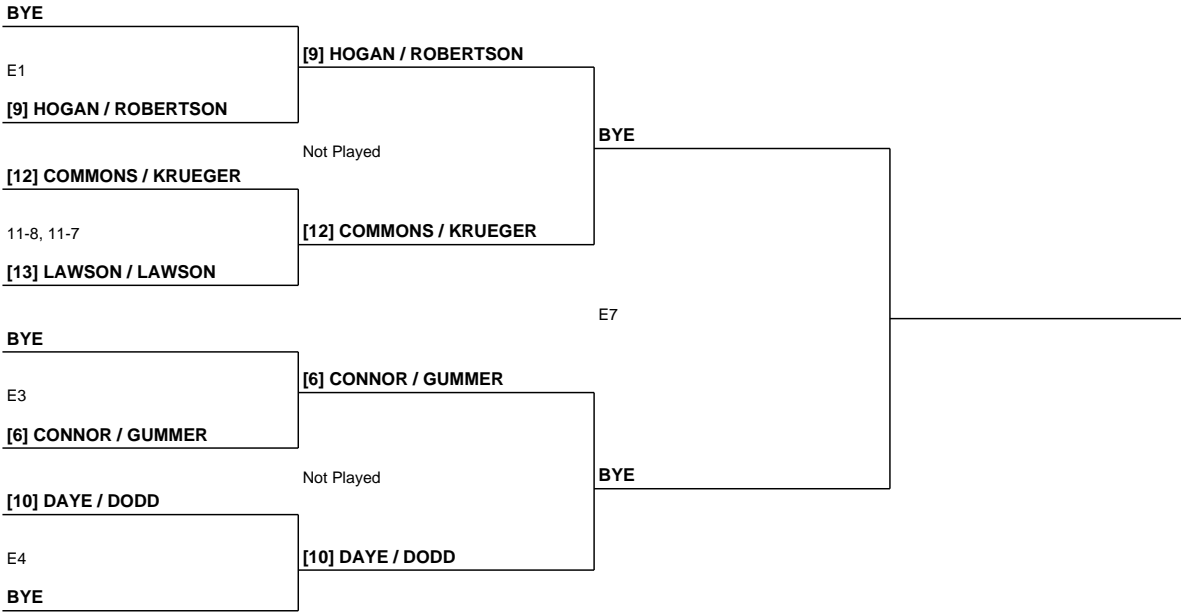 BYE
E1
[9] HOGAN / ROBERTSON
[12] COMMONS / KRUEGER
11-8, 11-7
[13] LAWSON / LAWSON
BYE
E3
[6] CONNOR / GUMMER
[10] DAYE / DODD
E4
BYE
[9] HOGAN / ROBERTSON
Not Played
[12] COMMONS / KRUEGER
[6] CONNOR / GUMMER
Not Played
[10] DAYE / DODD
BYE
E7
BYE